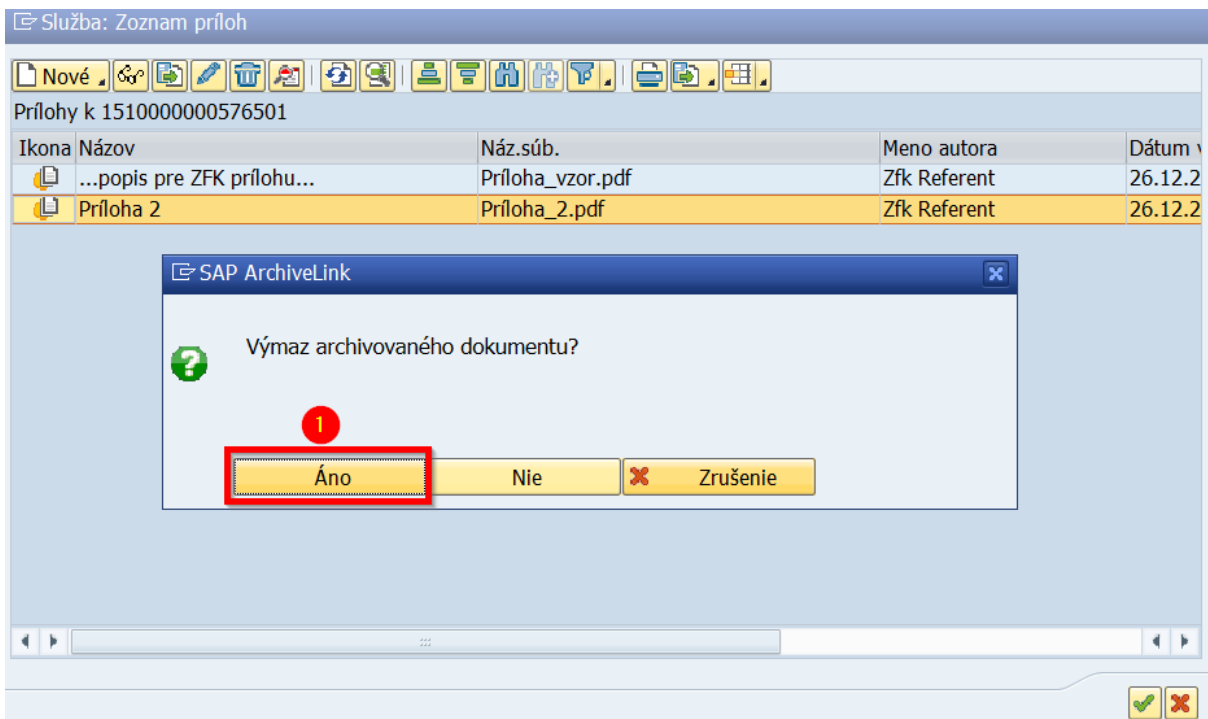 Služba: Zoznam príloh
Nové
Prílohy k 1510000000576501
Ikona Názov Náz.súb. Meno autora Dátum v
...popis pre ZFK prílohu... Príloha_vzor.pdf Zfk Referent 26.12.2
Príloha 2 Príloha_2.pdf Zfk Referent 26.12.2
SAP ArchiveLink
Výmaz archivovaného dokumentu?
1
Áno Nie Zrušenie